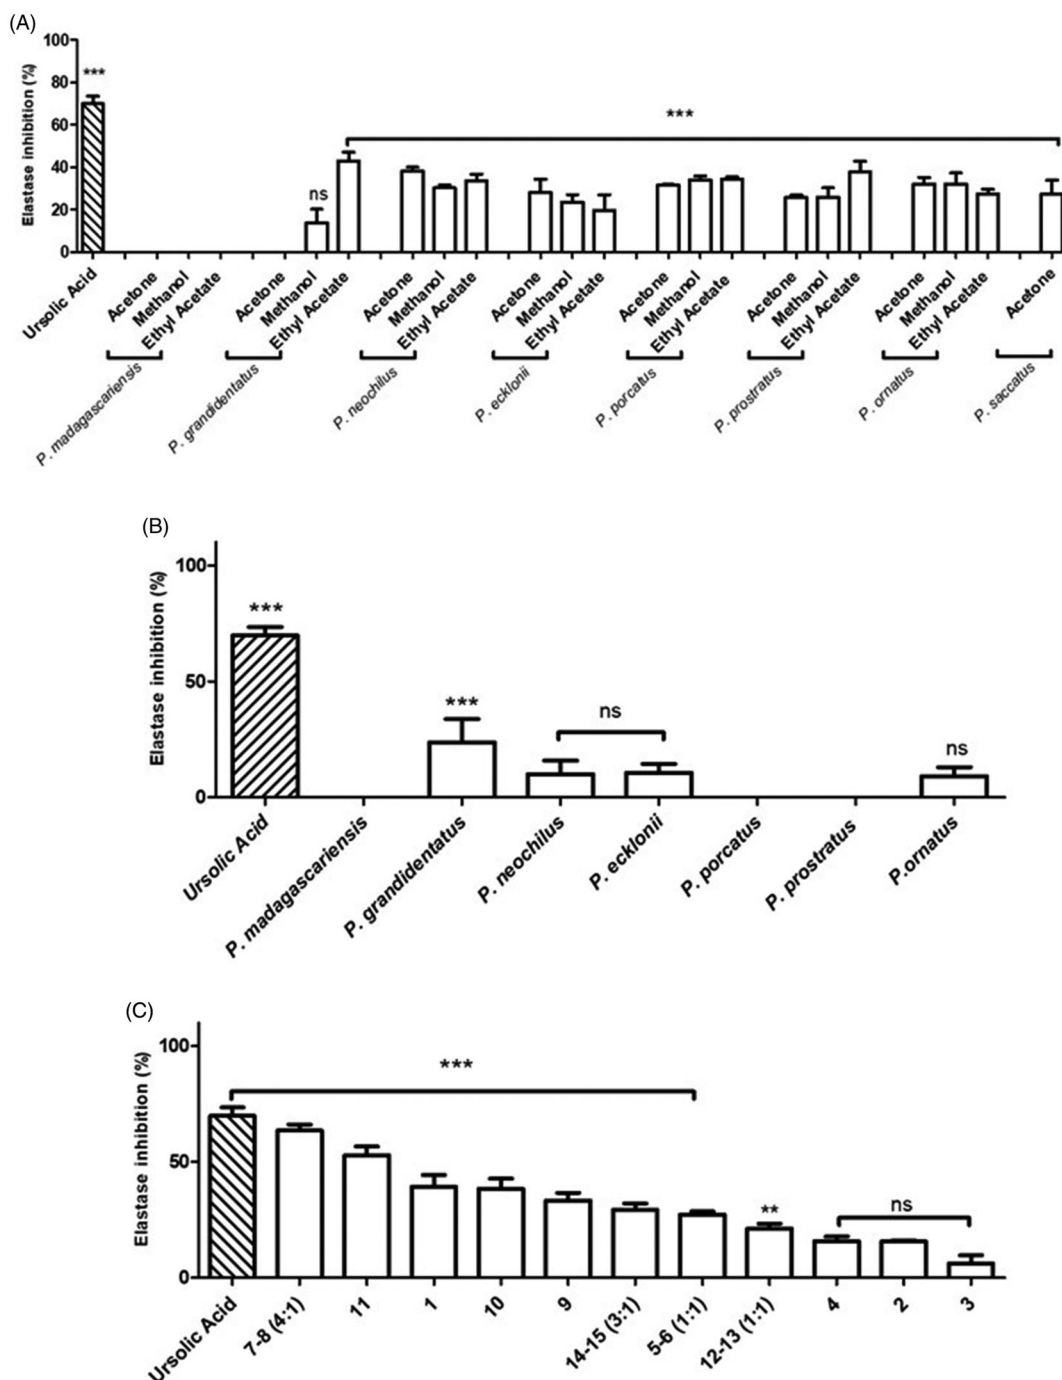 (A)
Elastase inhibition (%)
100
80
60
40
20
0
***
ns
***
Ursolic Acid
Acetone
Methanol
Ethyl Acetate
Acetone
Methanol
Ethyl Acetate
Acetone
Methanol
Ethyl Acetate
Acetone
Methanol
Ethyl Acetate
Acetone
Methanol
Ethyl Acetate
Acetone
Methanol
Ethyl Acetate
Acetone
Methanol
Ethyl Acetate
Acetone
P. madagascariensis
P. grandidentatus
P. neochilus
P. ecklonii
P. porcatus
P. prostratus
P. ornatus
P. saccatus
(B)
Elastase inhibition (%)
100
50
0
***
***
ns
ns
Ursolic Acid
P. madagascariensis
P. grandidentatus
P. neochilus
P. ecklonii
P. porcatus
P. prostratus
P.ornatus
(C)
Elastase inhibition (%)
100
50
0
***
**
ns
Ursolic Acid
7-8 (4:1)
11
1
10
9
14-15 (3:1)
5-6 (1:1)
12-13 (1:1)
4
2
3